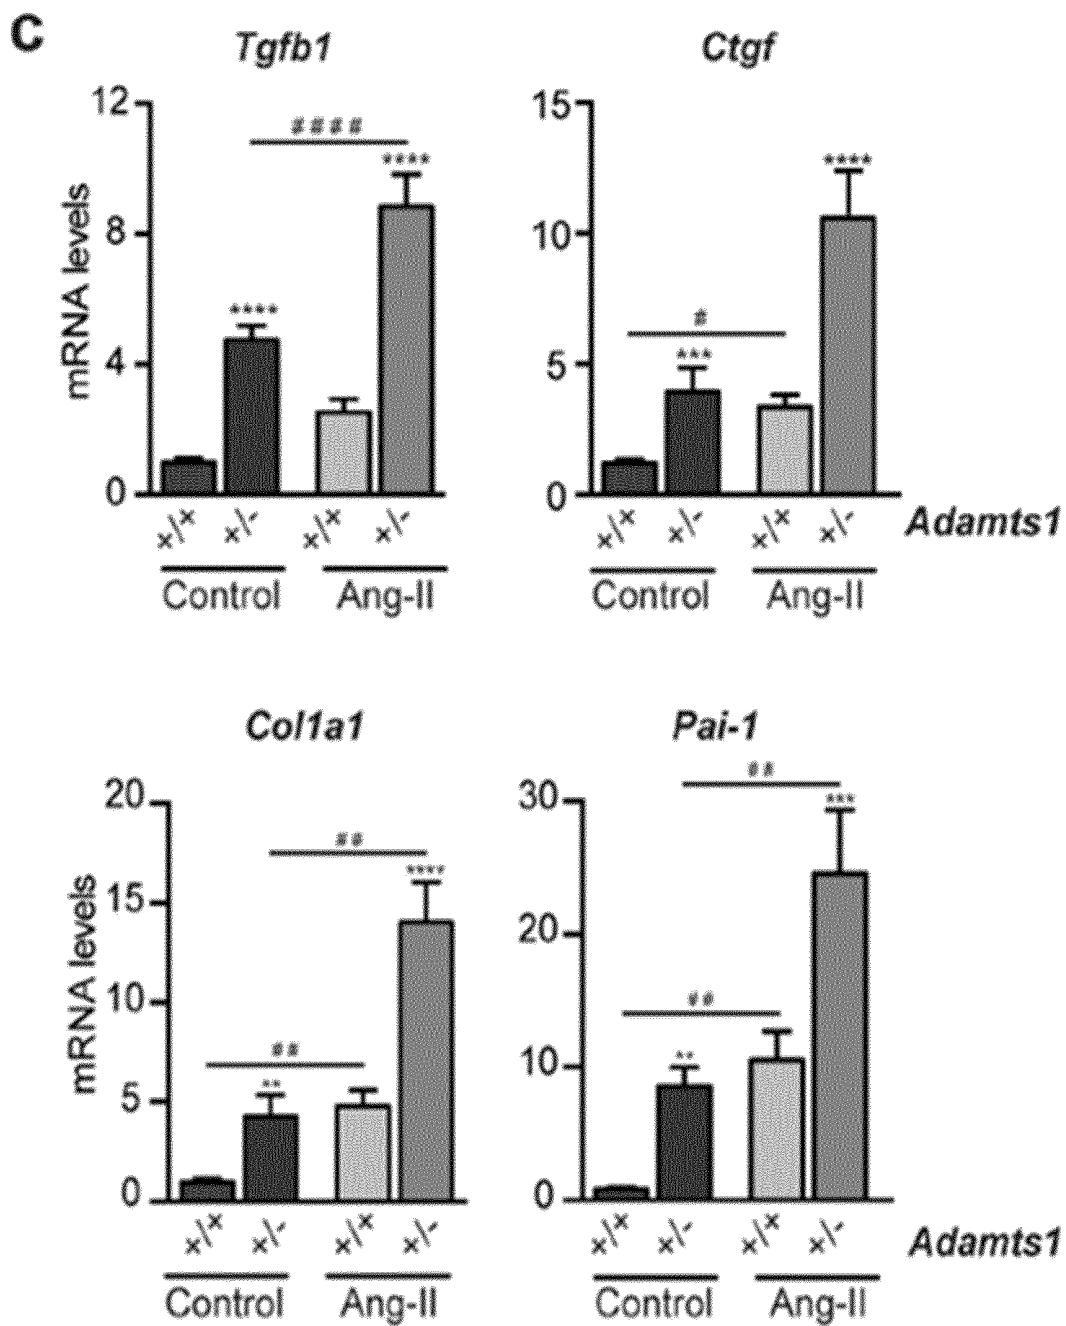 C
Tgfb1
mRNA levels
12
8
4
0
####
****
****
+/+
+/-
+/+
+/-
Control
Ang-II
Ctgf
15
10
5
0
#
***
****
+/+
+/-
+/+
+/-
Adamts1
Control
Ang-II
Col1a1
mRNA levels
20
15
10
5
0
##
##
**
****
+/+
+/-
+/+
+/-
Control
Ang-II
Pai-1
30
20
10
0
##
##
**
***
+/+
+/-
+/+
+/-
Adamts1
Control
Ang-II